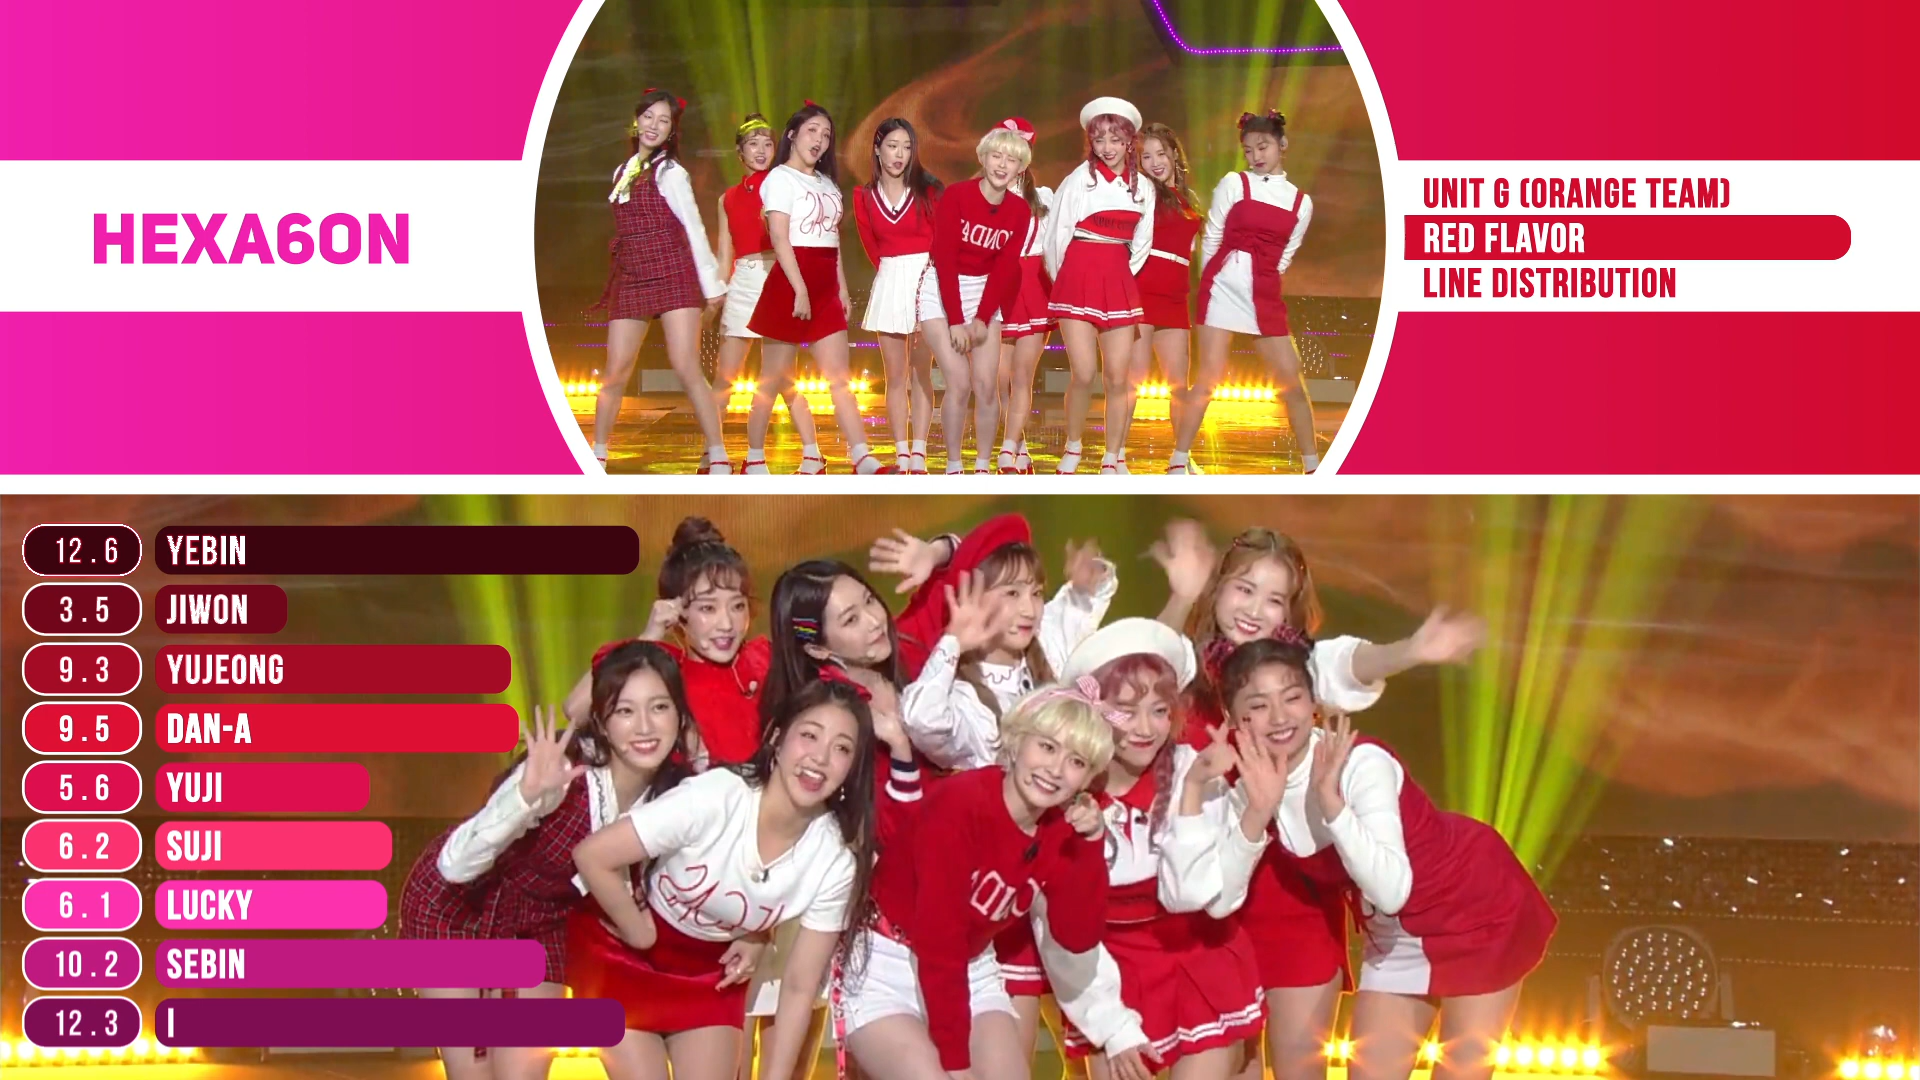 HEXA6ON
UNIT G (ORANGE TEAM)
RED FLAVOR
LINE DISTRIBUTION
12.6 YEBIN
3.5 JIWON
9.3 YUJEONG
9.5 DAN-A
5.6 YUJI
6.2 SUJI
6.1 LUCKY
10.2 SEBIN
12.3 I